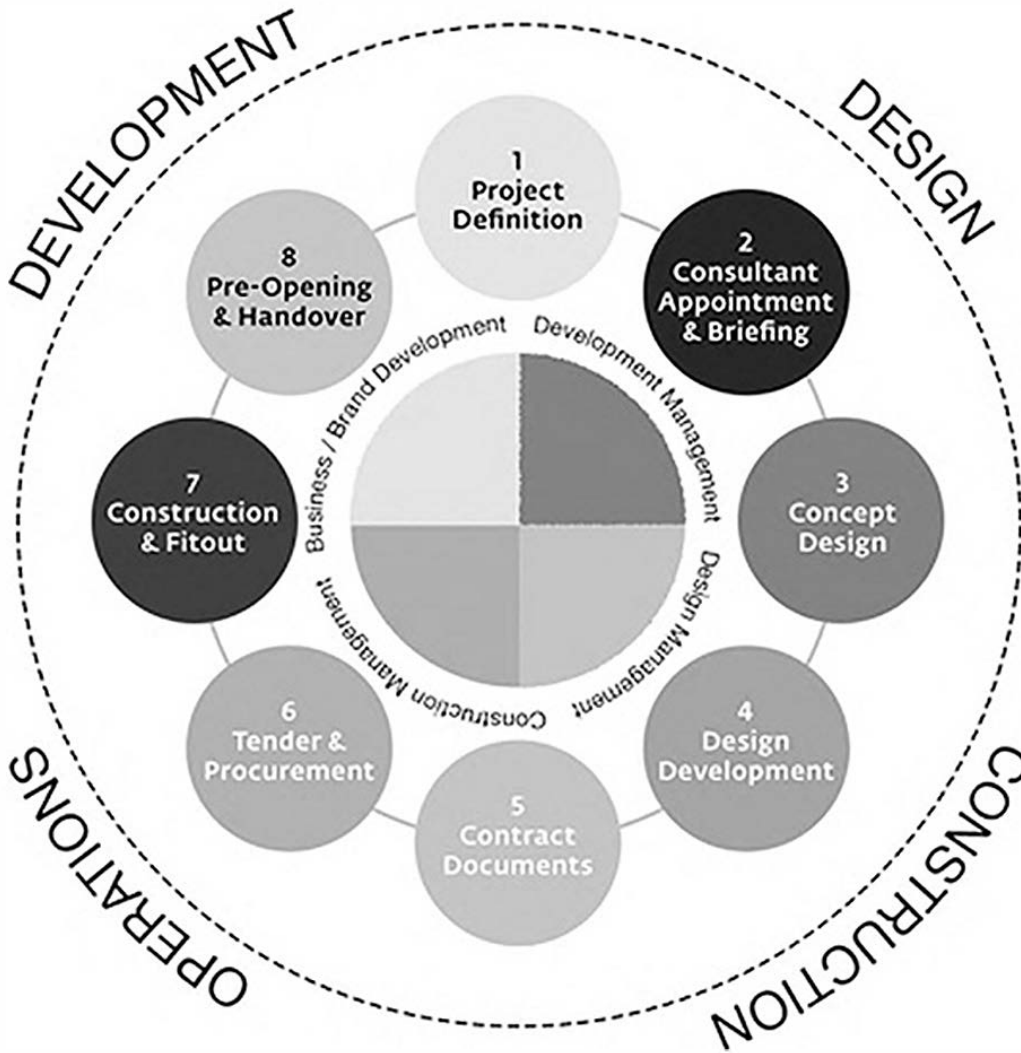 DEVELOPMENT
DESIGN
1
Project
Definition
2
Consultant
Appointment
& Briefing
3
Concept
Design
4
Design
Development
5
Contract
Documents
6
Tender &
Procurement
7
Construction
& Fitout
8
Pre-Opening
& Handover
Business / Brand Development
Development Management
Design Management
Construction Management
OPERATIONS
CONSTRUCTION